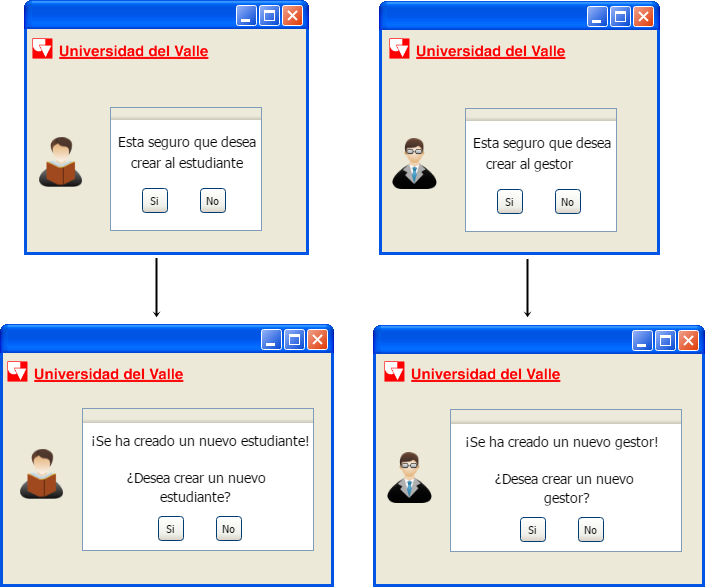 Universidad del Valle
Esta seguro que desea
crear al estudiante
Si No
Universidad del Valle
Esta seguro que desea
crear al gestor
Si No
Universidad del Valle
¡Se ha creado un nuevo estudiante!
¿Desea crear un nuevo
estudiante?
Si No
Universidad del Valle
¡Se ha creado un nuevo gestor!
¿Desea crear un nuevo
gestor?
Si No